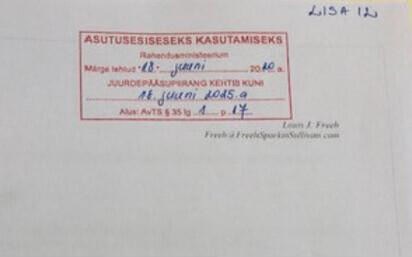 LISA 12
ASUTUSESISESEKS KASUTAMISEKS
Rahandusministeerium
Märge tehtud 18. juuni 2020 a.
JUURDEPÄÄSUPIIRANG KEHTIB KUNI
18. juuni 2025.a
Alus: AvTS § 35 lg 1 p 17
Louis J. Freeh
Freeh@FreehSporkinSullivan.com